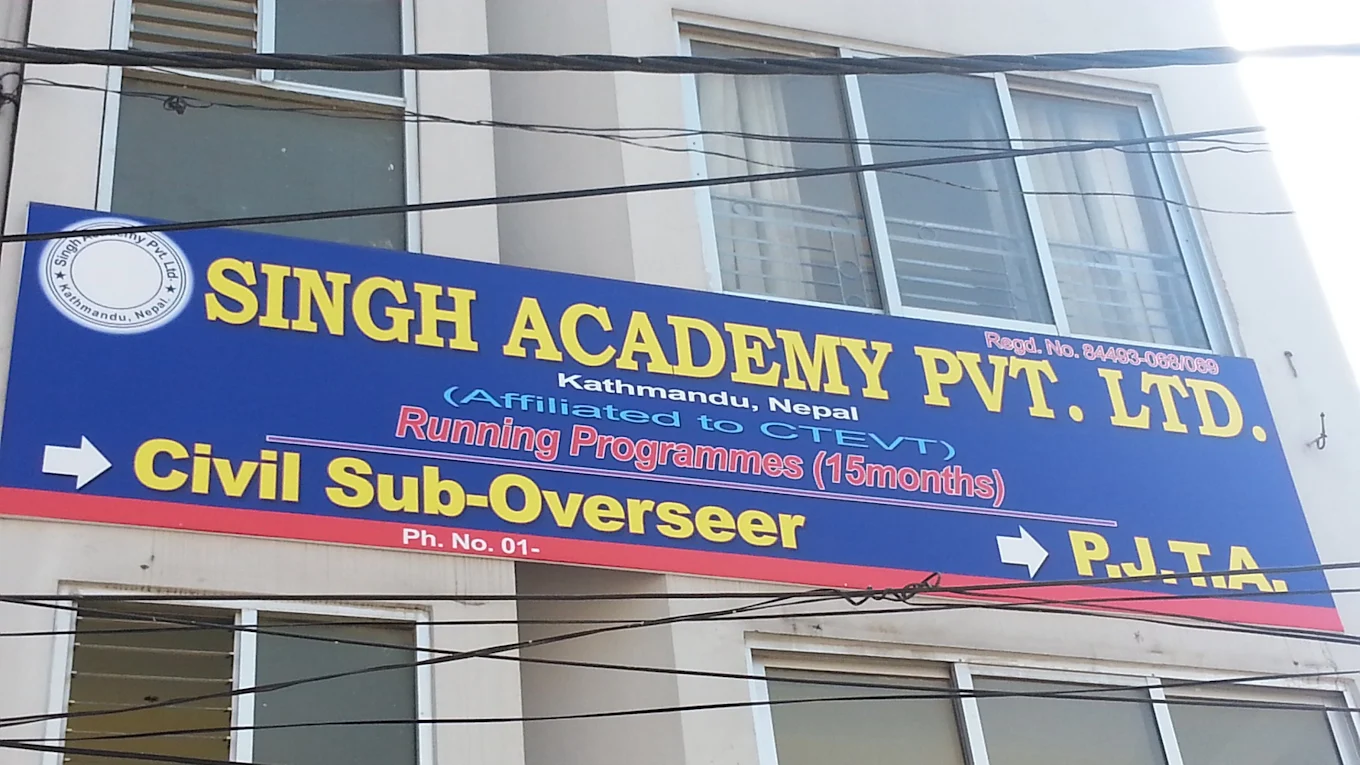 Singh Academy Pvt. Ltd
★ Kathmandu, Nepal. ★
SINGH ACADEMY PVT. LTD.
Regd. No. 84493-068/069
Kathmandu, Nepal
(Affiliated to CTEVT)
Running Programmes (15months)
Civil Sub-Overseer
P.J.T.A.
Ph. No. 01-